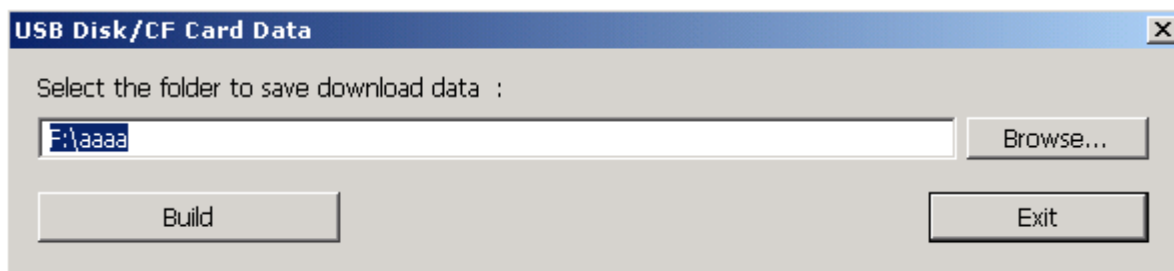 USB Disk/CF Card Data
Select the folder to save download data :
F:\aaaa
Browse...
Build
Exit